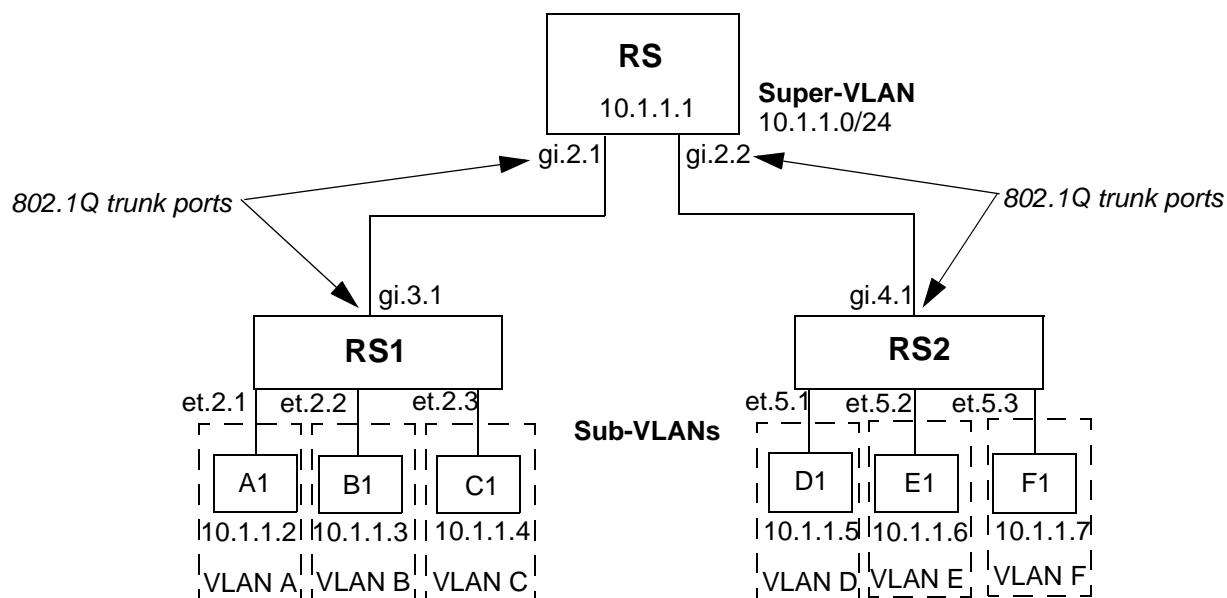 RS
10.1.1.1
Super-VLAN
10.1.1.0/24
gi.2.1
gi.2.2
802.1Q trunk ports
802.1Q trunk ports
gi.3.1
gi.4.1
RS1
RS2
et.2.1
et.2.2
et.2.3
et.5.1
et.5.2
et.5.3
Sub-VLANs
A1
B1
C1
D1
E1
F1
10.1.1.2
10.1.1.3
10.1.1.4
10.1.1.5
10.1.1.6
10.1.1.7
VLAN A
VLAN B
VLAN C
VLAN D
VLAN E
VLAN F